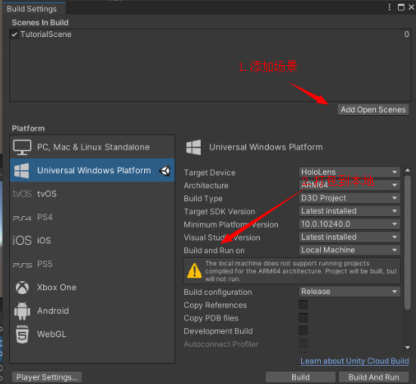 Build Settings
Scenes In Build
TutorialScene 0
1.添加场景
Add Open Scenes
Platform
PC, Mac & Linux Standalone
Universal Windows Platform
tvOS tvOS
PS4 PS4
iOS iOS
PS5 PS5
Xbox One
Android
WebGL
Universal Windows Platform
Target Device HoloLens
Architecture ARM64
Build Type D3D Project
Target SDK Version Latest installed
Minimum Platform Version 10.0.10240.0
Visual Studio Version Latest installed
Build and Run on Local Machine
The local machine does not support running projects
compiled for the ARM64 architecture. Project will be built, but
will not run.
Build configuration Release
Copy References
Copy PDB files
Development Build
Autoconnect Profiler
Learn about Unity Cloud Build
Player Settings...
Build Build And Run